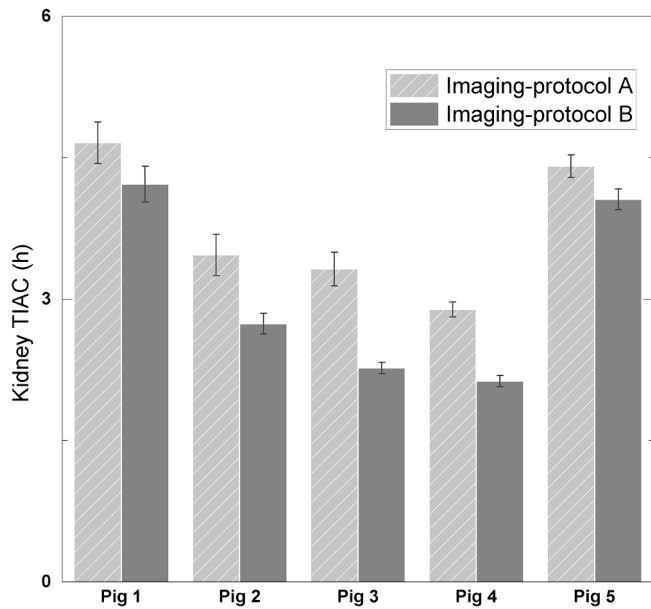 6
Imaging-protocol A
Imaging-protocol B
Kidney TIAC (h)
3
0
Pig 1 Pig 2 Pig 3 Pig 4 Pig 5